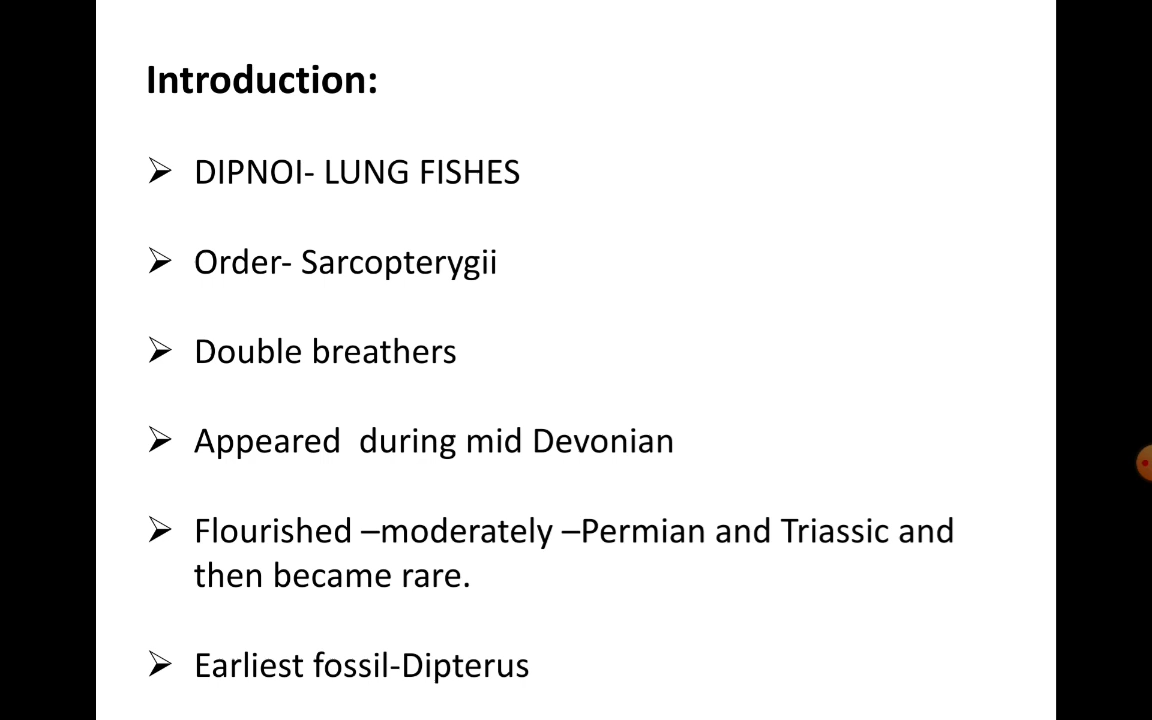 Introduction:
➢ DIPNOI- LUNG FISHES
➢ Order- Sarcopterygii
➢ Double breathers
➢ Appeared  during mid Devonian
➢ Flourished –moderately –Permian and Triassic and
then became rare.
➢ Earliest fossil-Dipterus